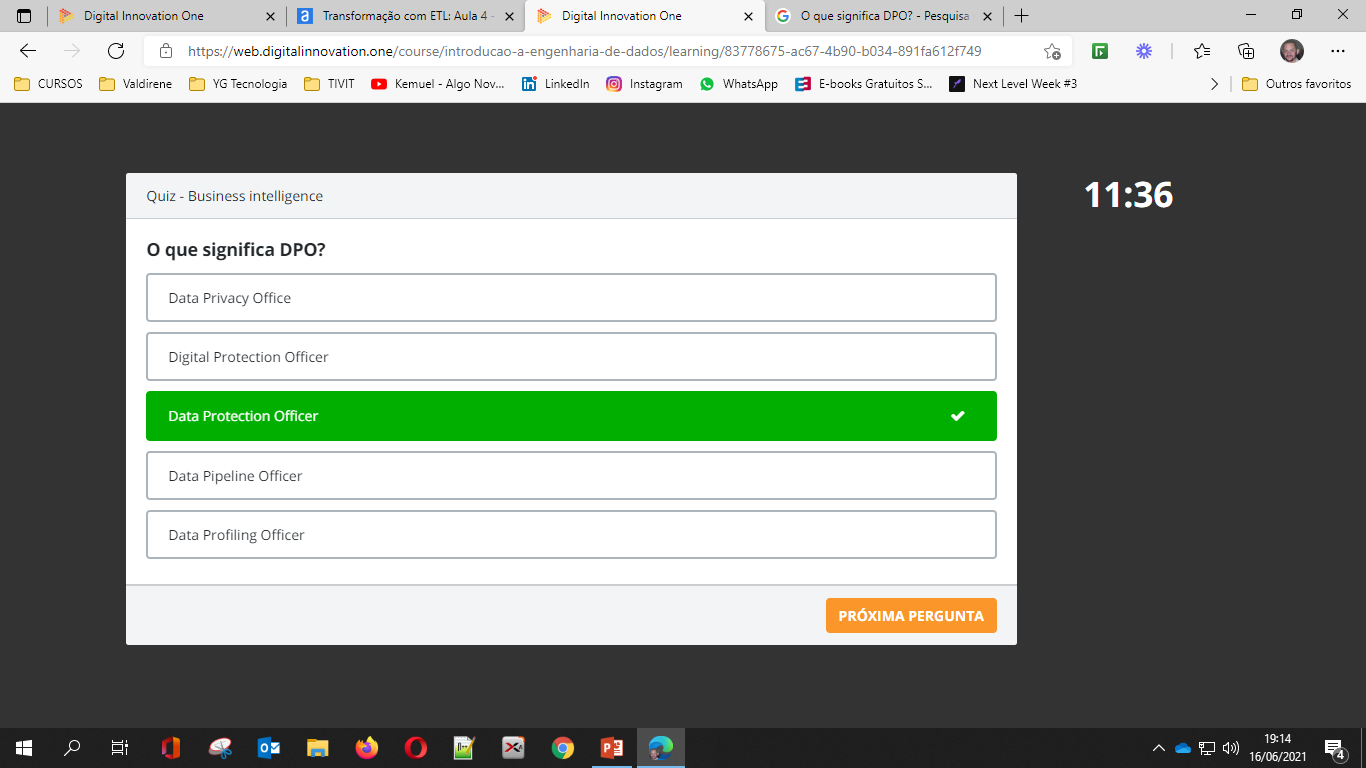 Digital Innovation One
Transformação com ETL: Aula 4 -
Digital Innovation One
O que significa DPO? - Pesquisa
https://web.digitalinnovation.one/course/introducao-a-engenharia-de-dados/learning/83778675-ac67-4b90-b034-891fa612f749
CURSOS Valdirene YG Tecnologia TIVIT Kemuel - Algo Nov... LinkedIn Instagram WhatsApp E-books Gratuitos S... Next Level Week #3 Outros favoritos
Quiz - Business intelligence
11:36
O que significa DPO?
Data Privacy Office
Digital Protection Officer
Data Protection Officer
Data Pipeline Officer
Data Profiling Officer
PRÓXIMA PERGUNTA
19:14
16/06/2021
4